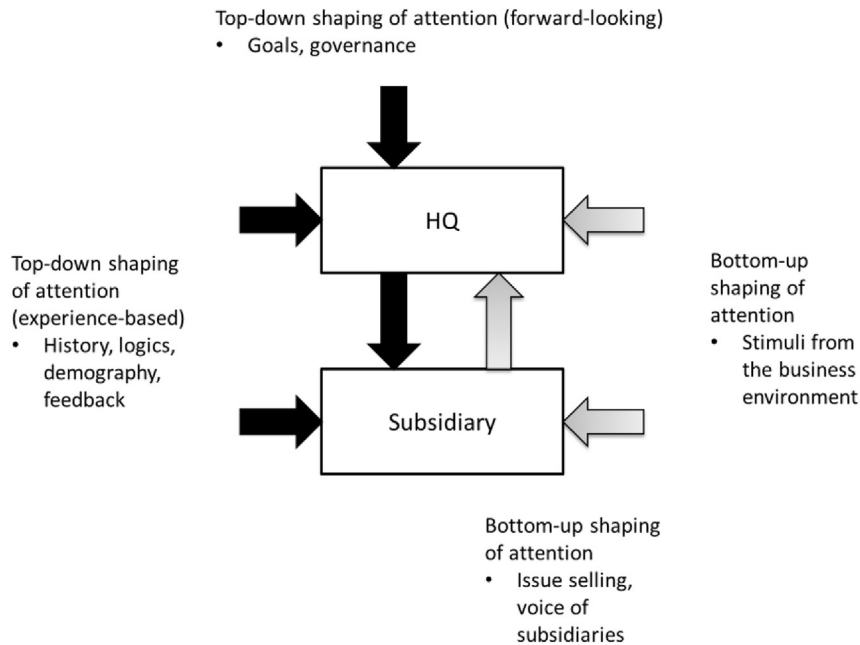 Top-down shaping of attention (forward-looking)
• Goals, governance
HQ
Top-down shaping
of attention
(experience-based)
• History, logics,
demography,
feedback
Bottom-up
shaping of
attention
• Stimuli from
the business
environment
Subsidiary
Bottom-up shaping
of attention
• Issue selling,
voice of
subsidiaries